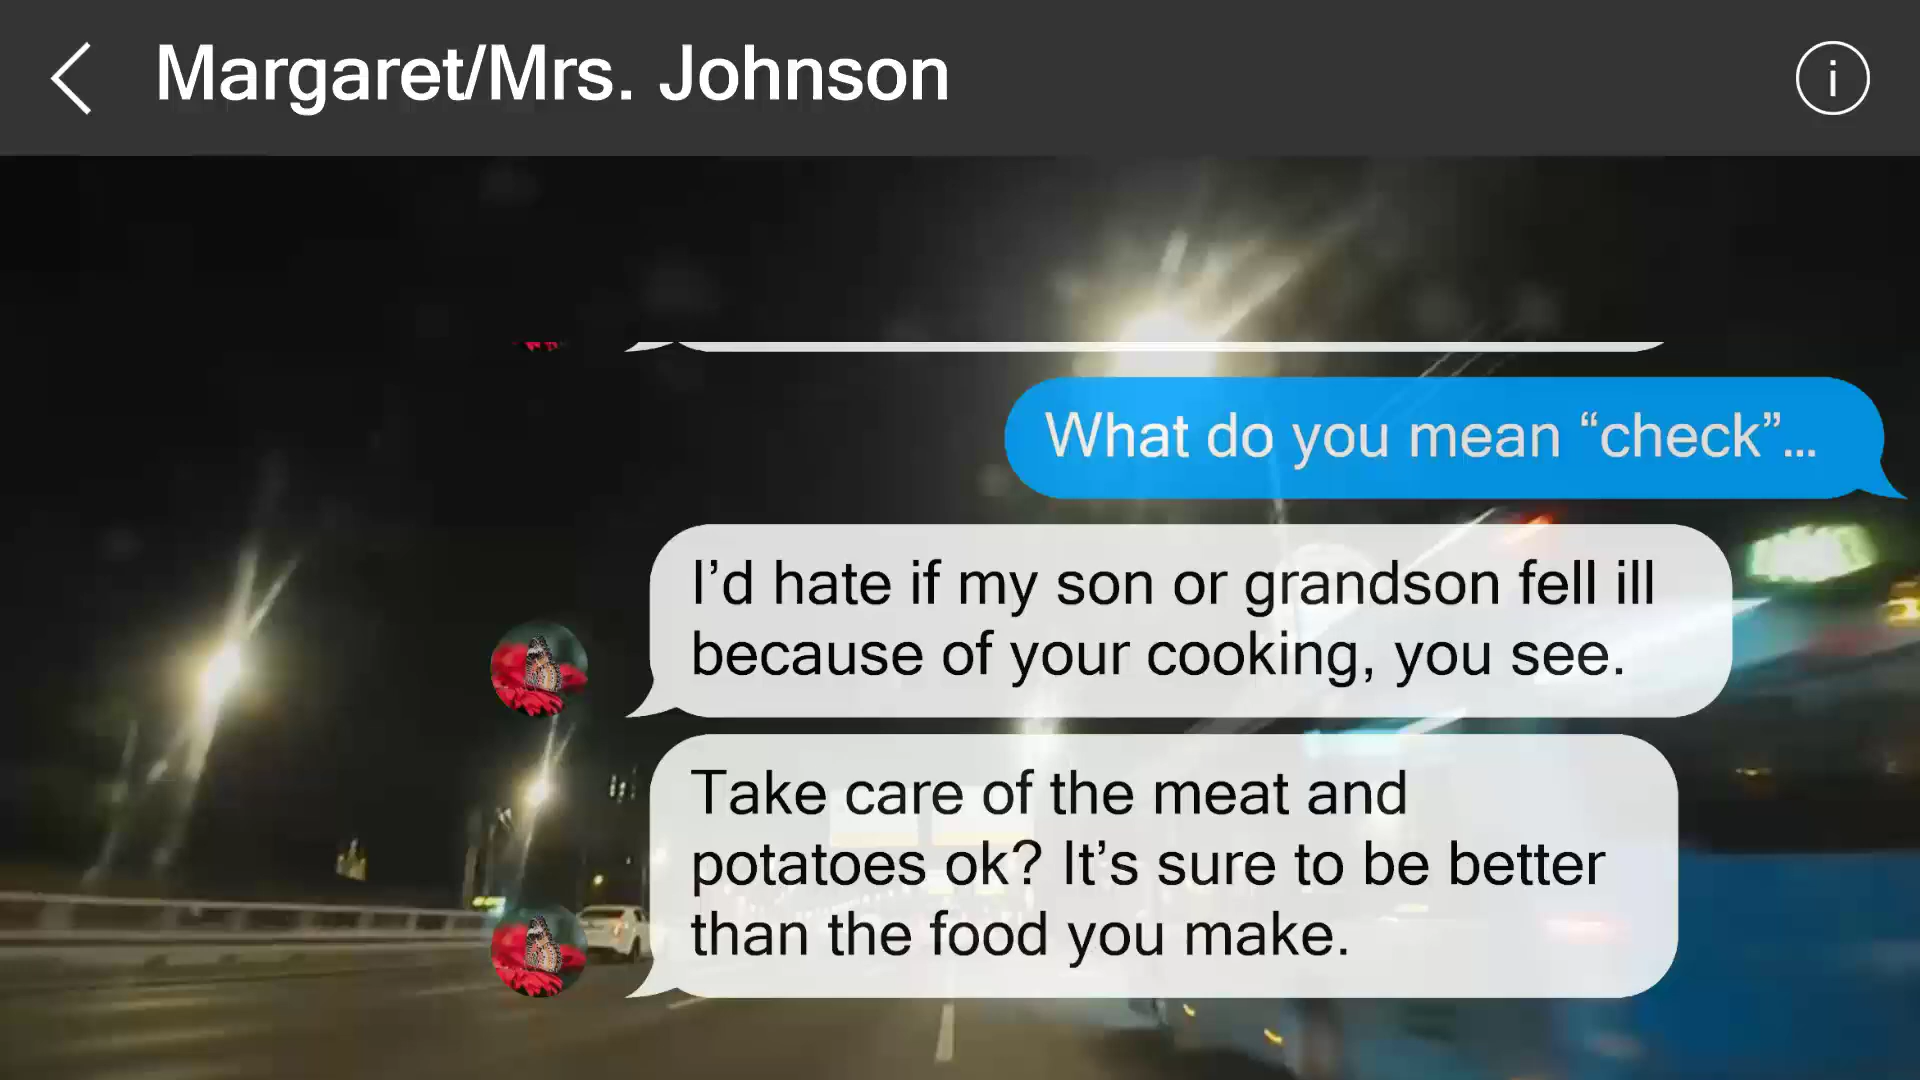 Margaret/Mrs. Johnson
What do you mean “check”...
I’d hate if my son or grandson fell ill
because of your cooking, you see.
Take care of the meat and
potatoes ok? It’s sure to be better
than the food you make.